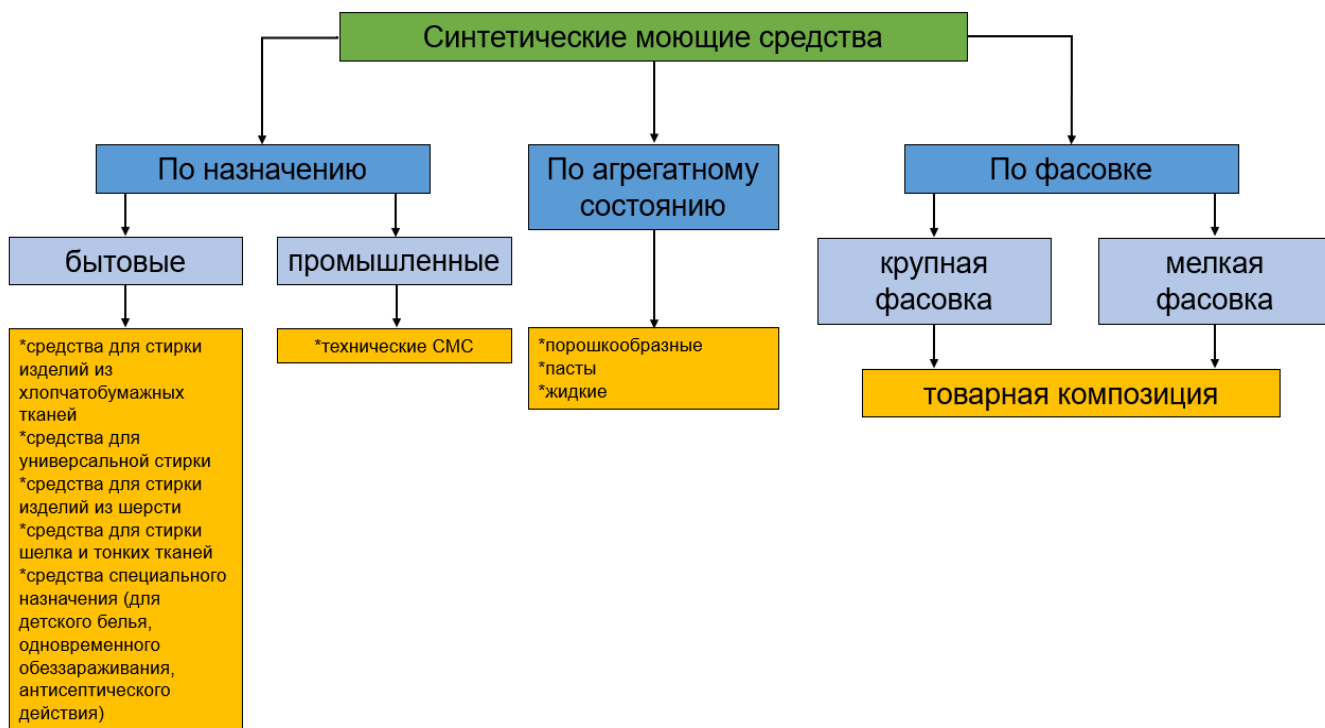 Синтетические моющие средства
По назначению
По агрегатному
состоянию
По фасовке
бытовые
промышленные
крупная
фасовка
мелкая
фасовка
*средства для стирки
изделий из
хлопчатобумажных
тканей
*средства для
универсальной стирки
*средства для стирки
изделий из шерсти
*средства для стирки
шелка и тонких тканей
*средства специального
назначения (для
детского белья,
одновременного
обеззараживания,
антисептического
действия)
*технические СМС
*порошкообразные
*пасты
*жидкие
товарная композиция